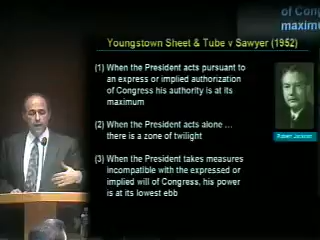 of Cong
maximu
Youngstown Sheet & Tube v Sawyer (1952)
(1) When the President acts pursuant to
an express or implied authorization
of Congress his authority is at its
maximum
(2) When the President acts alone ...
there is a zone of twilight
(3) When the President takes measures
incompatible with the expressed or
implied will of Congress, his power
is at its lowest ebb
Robert Jackson